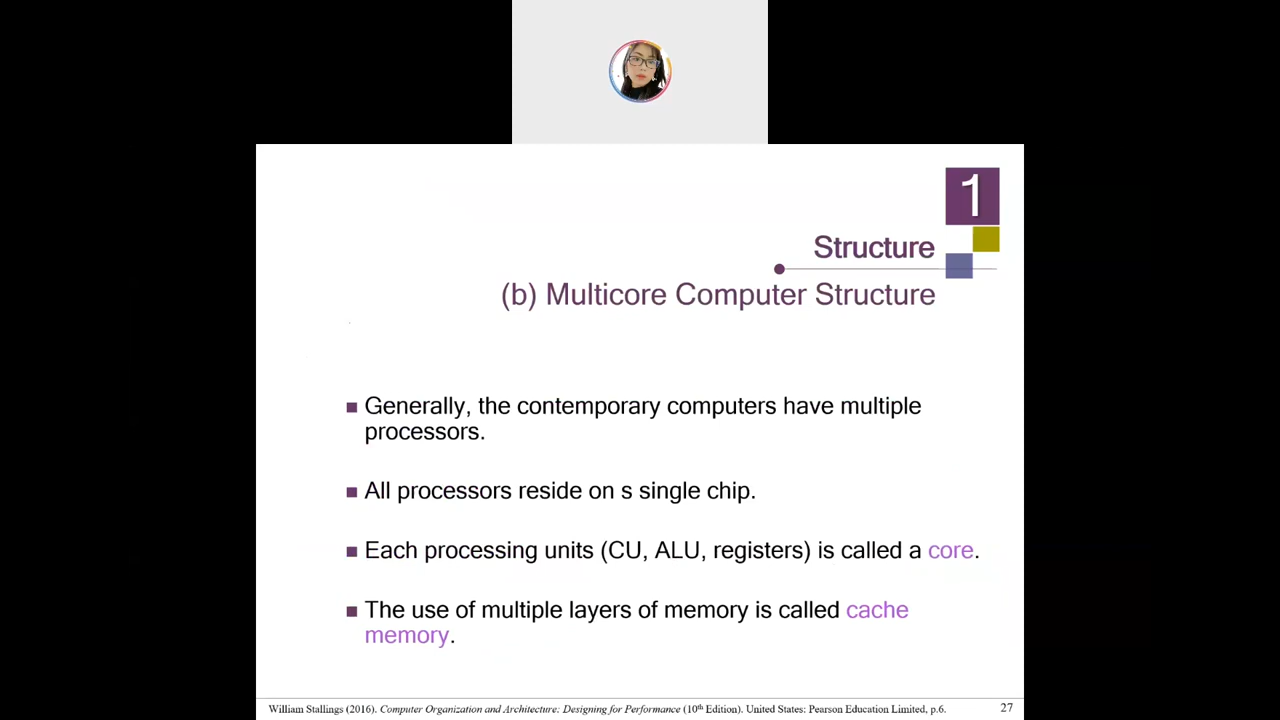 1
Structure
(b) Multicore Computer Structure
Generally, the contemporary computers have multiple
processors.
All processors reside on s single chip.
Each processing units (CU, ALU, registers) is called a core.
The use of multiple layers of memory is called cache
memory.
William Stallings (2016). Computer Organization and Architecture: Designing for Performance (10th Edition). United States: Pearson Education Limited, p.6.
27